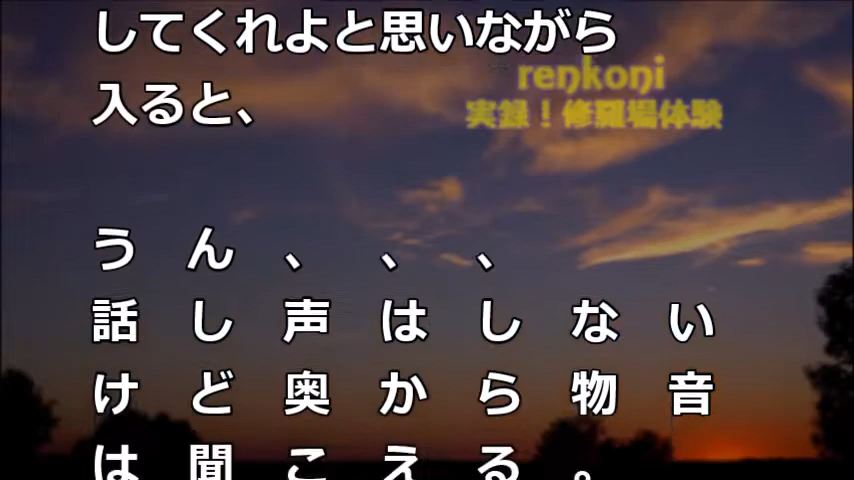 してくれよと思いながら
renkoni
入ると、
実録！修羅場体験
うん、、、
話し声はしない
けど奥から物音
は聞こえる。